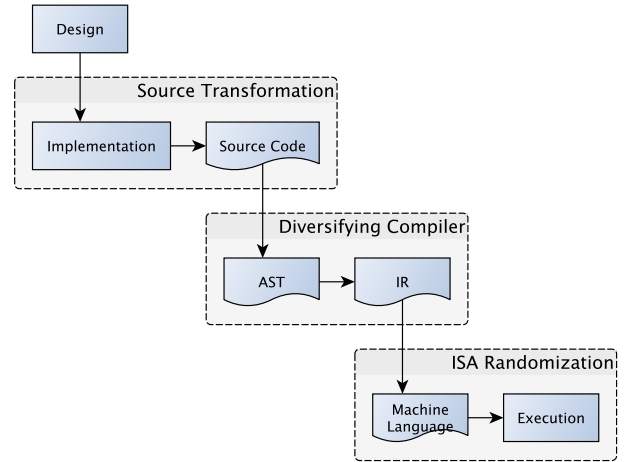 Design
Source Transformation
Implementation
Source Code
Diversifying Compiler
AST
IR
ISA Randomization
Machine
Language
Execution